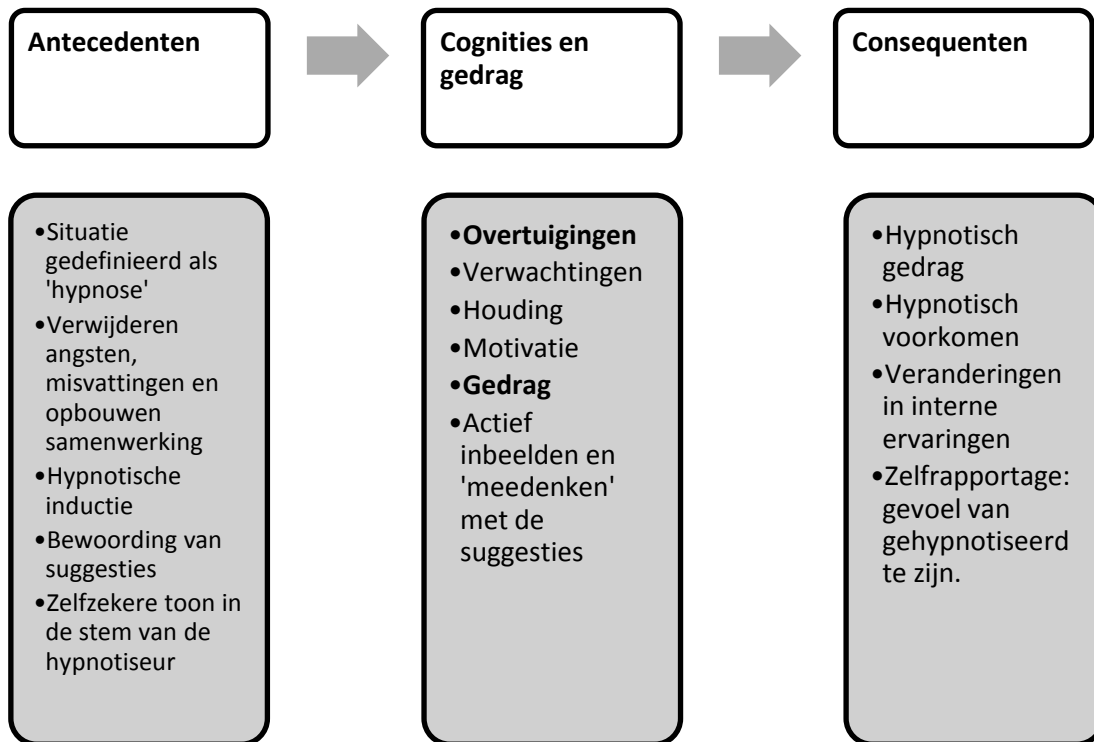 Antecedenten
Cognities en
gedrag
Consequenten
•Situatie
gedefinieerd als
'hypnose'
•Verwijderen
angsten,
misvattingen en
opbouwen
samenwerking
•Hypnotische
inductie
•Bewoording van
suggesties
•Zelfzekere toon in
de stem van de
hypnotiseur
•Overtuigingen
•Verwachtingen
•Houding
•Motivatie
•Gedrag
•Actief
inbeelden en
'meedenken'
met de
suggesties
•Hypnotisch
gedrag
•Hypnotisch
voorkomen
•Veranderingen
in interne
ervaringen
•Zelfrapportage:
gevoel van
gehypnotiseerd
te zijn.